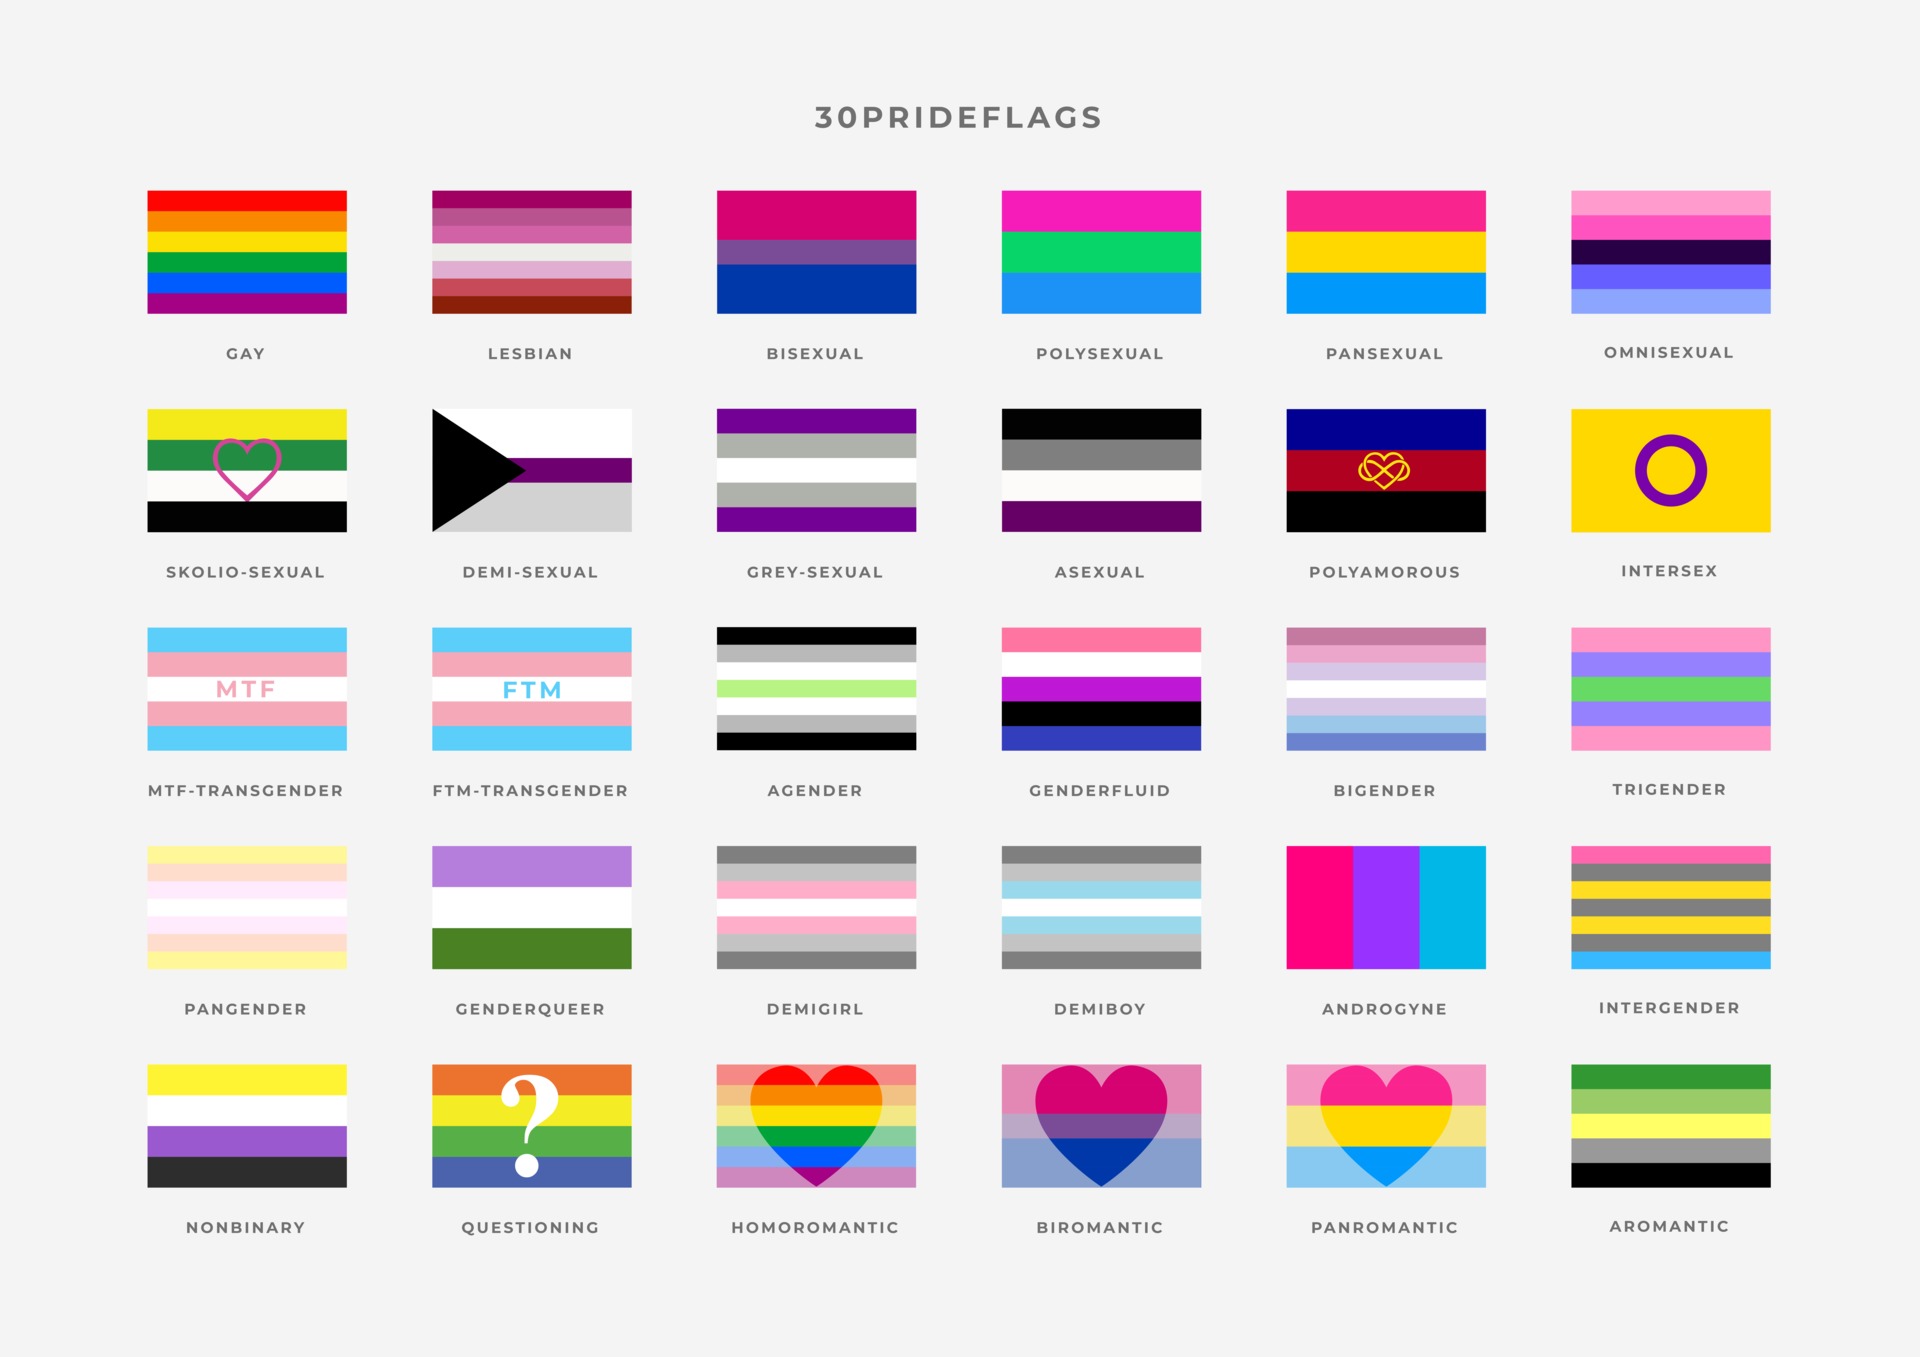 30PRIDEFLAGS
GAY
LESBIAN
BISEXUAL
POLYSEXUAL
PANSEXUAL
OMNISEXUAL
SKOLIO-SEXUAL
DEMI-SEXUAL
GREY-SEXUAL
ASEXUAL
POLYAMOROUS
INTERSEX
MTF
FTM
MTF-TRANSGENDER
FTM-TRANSGENDER
AGENDER
GENDERFLUID
BIGENDER
TRIGENDER
PANGENDER
GENDERQUEER
DEMIGIRL
DEMIBOY
ANDROGYNE
INTERGENDER
?
NONBINARY
QUESTIONING
HOMOROMANTIC
BIROMANTIC
PANROMANTIC
AROMANTIC